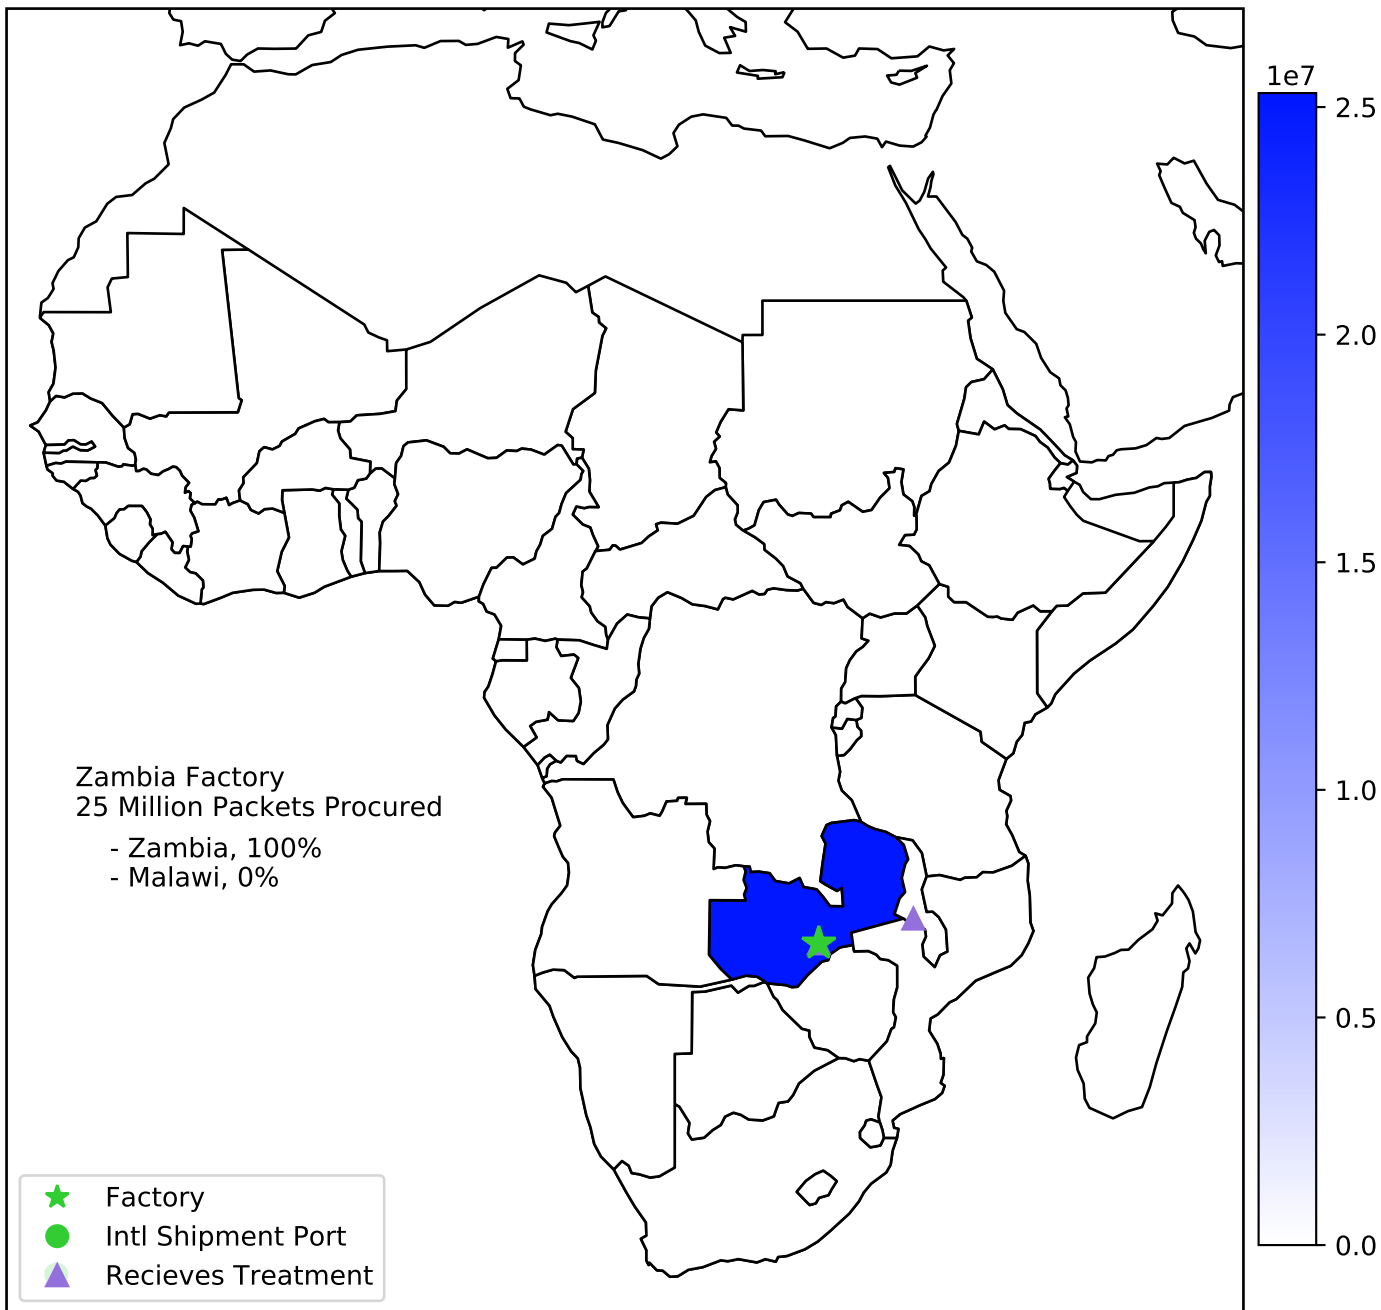 1e7
2.5
2.0
1.5
1.0
0.5
0.0
Zambia Factory
25 Million Packets Procured
- Zambia, 100%
- Malawi, 0%
Factory
Intl Shipment Port
Recieves Treatment